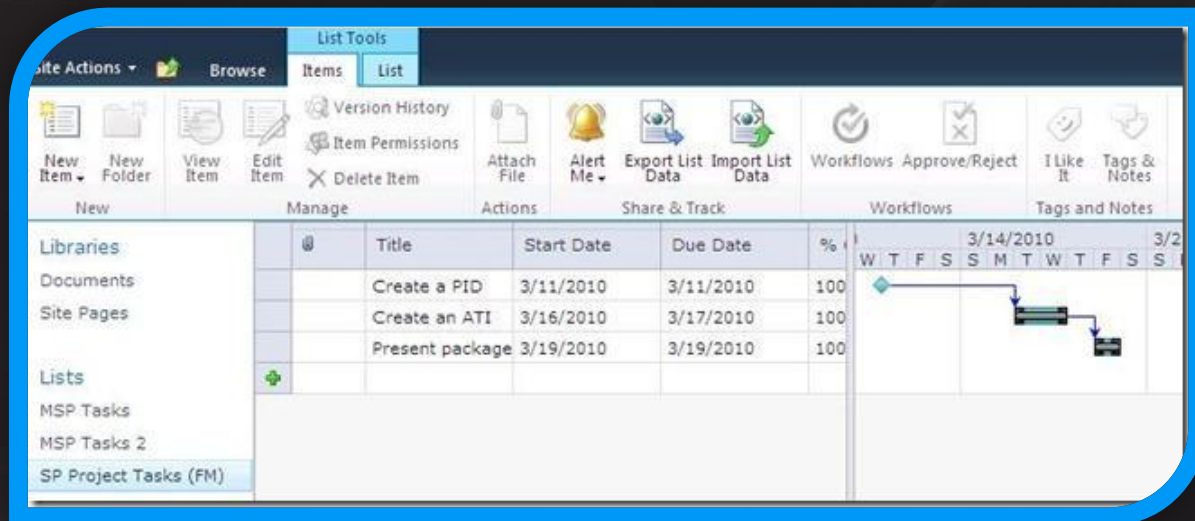 List Tools
Site Actions
Browse
Items
List
New Item
New Folder
View Item
Edit Item
Version History
Item Permissions
Delete Item
Attach File
Alert Me
Export List Data
Import List Data
Workflows
Approve/Reject
I Like It
Tags & Notes
New
Manage
Actions
Share & Track
Workflows
Tags and Notes
Libraries
Documents
Site Pages
Lists
MSP Tasks
MSP Tasks 2
SP Project Tasks (FM)
Title Start Date Due Date %
Create a PID 3/11/2010 3/11/2010 100
Create an ATI 3/16/2010 3/17/2010 100
Present package 3/19/2010 3/19/2010 100
3/14/2010 3/2
W T F S S M T W T F S S